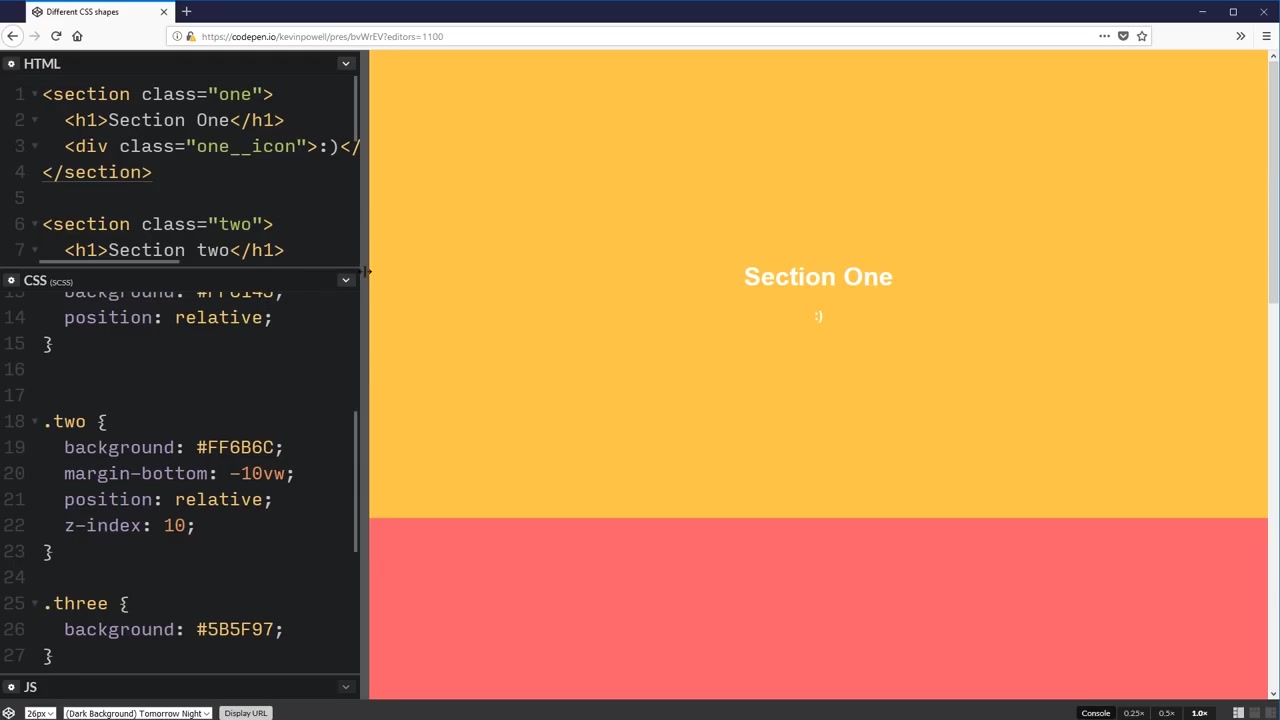 Different CSS shapes
https://codepen.io/kevinpowell/pres/bvWrEV?editors=1100
HTML
1 <section class="one">
2 <h1>Section One</h1>
3 <div class="one__icon">:)</
4 </section>
5
6 <section class="two">
7 <h1>Section two</h1>
CSS (SCSS)
14 position: relative;
15 }
16
17
18 .two {
19 background: #FF6B6C;
20 margin-bottom: -10vw;
21 position: relative;
22 z-index: 10;
23 }
24
25 .three {
26 background: #5B5F97;
27 }
JS
Section One
:)
26px
(Dark Background) Tomorrow Night
Display URL
Console
0.25×
0.5×
1.0×